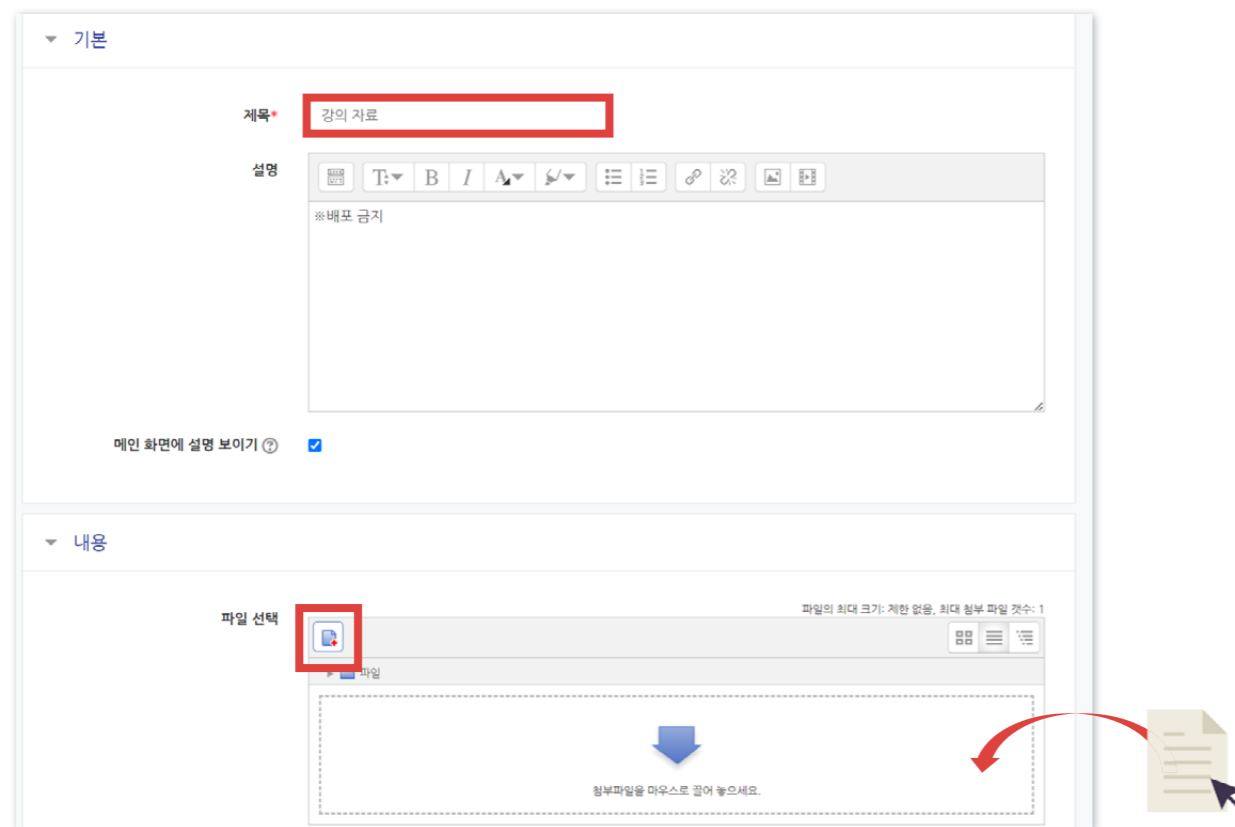 기본
제목*
강의 자료
설명
※배포 금지
메인 화면에 설명 보이기
내용
파일 선택
파일의 최대 크기: 제한 없음, 최대 첨부 파일 갯수: 1
파일
첨부파일을 마우스로 끌어 놓으세요.